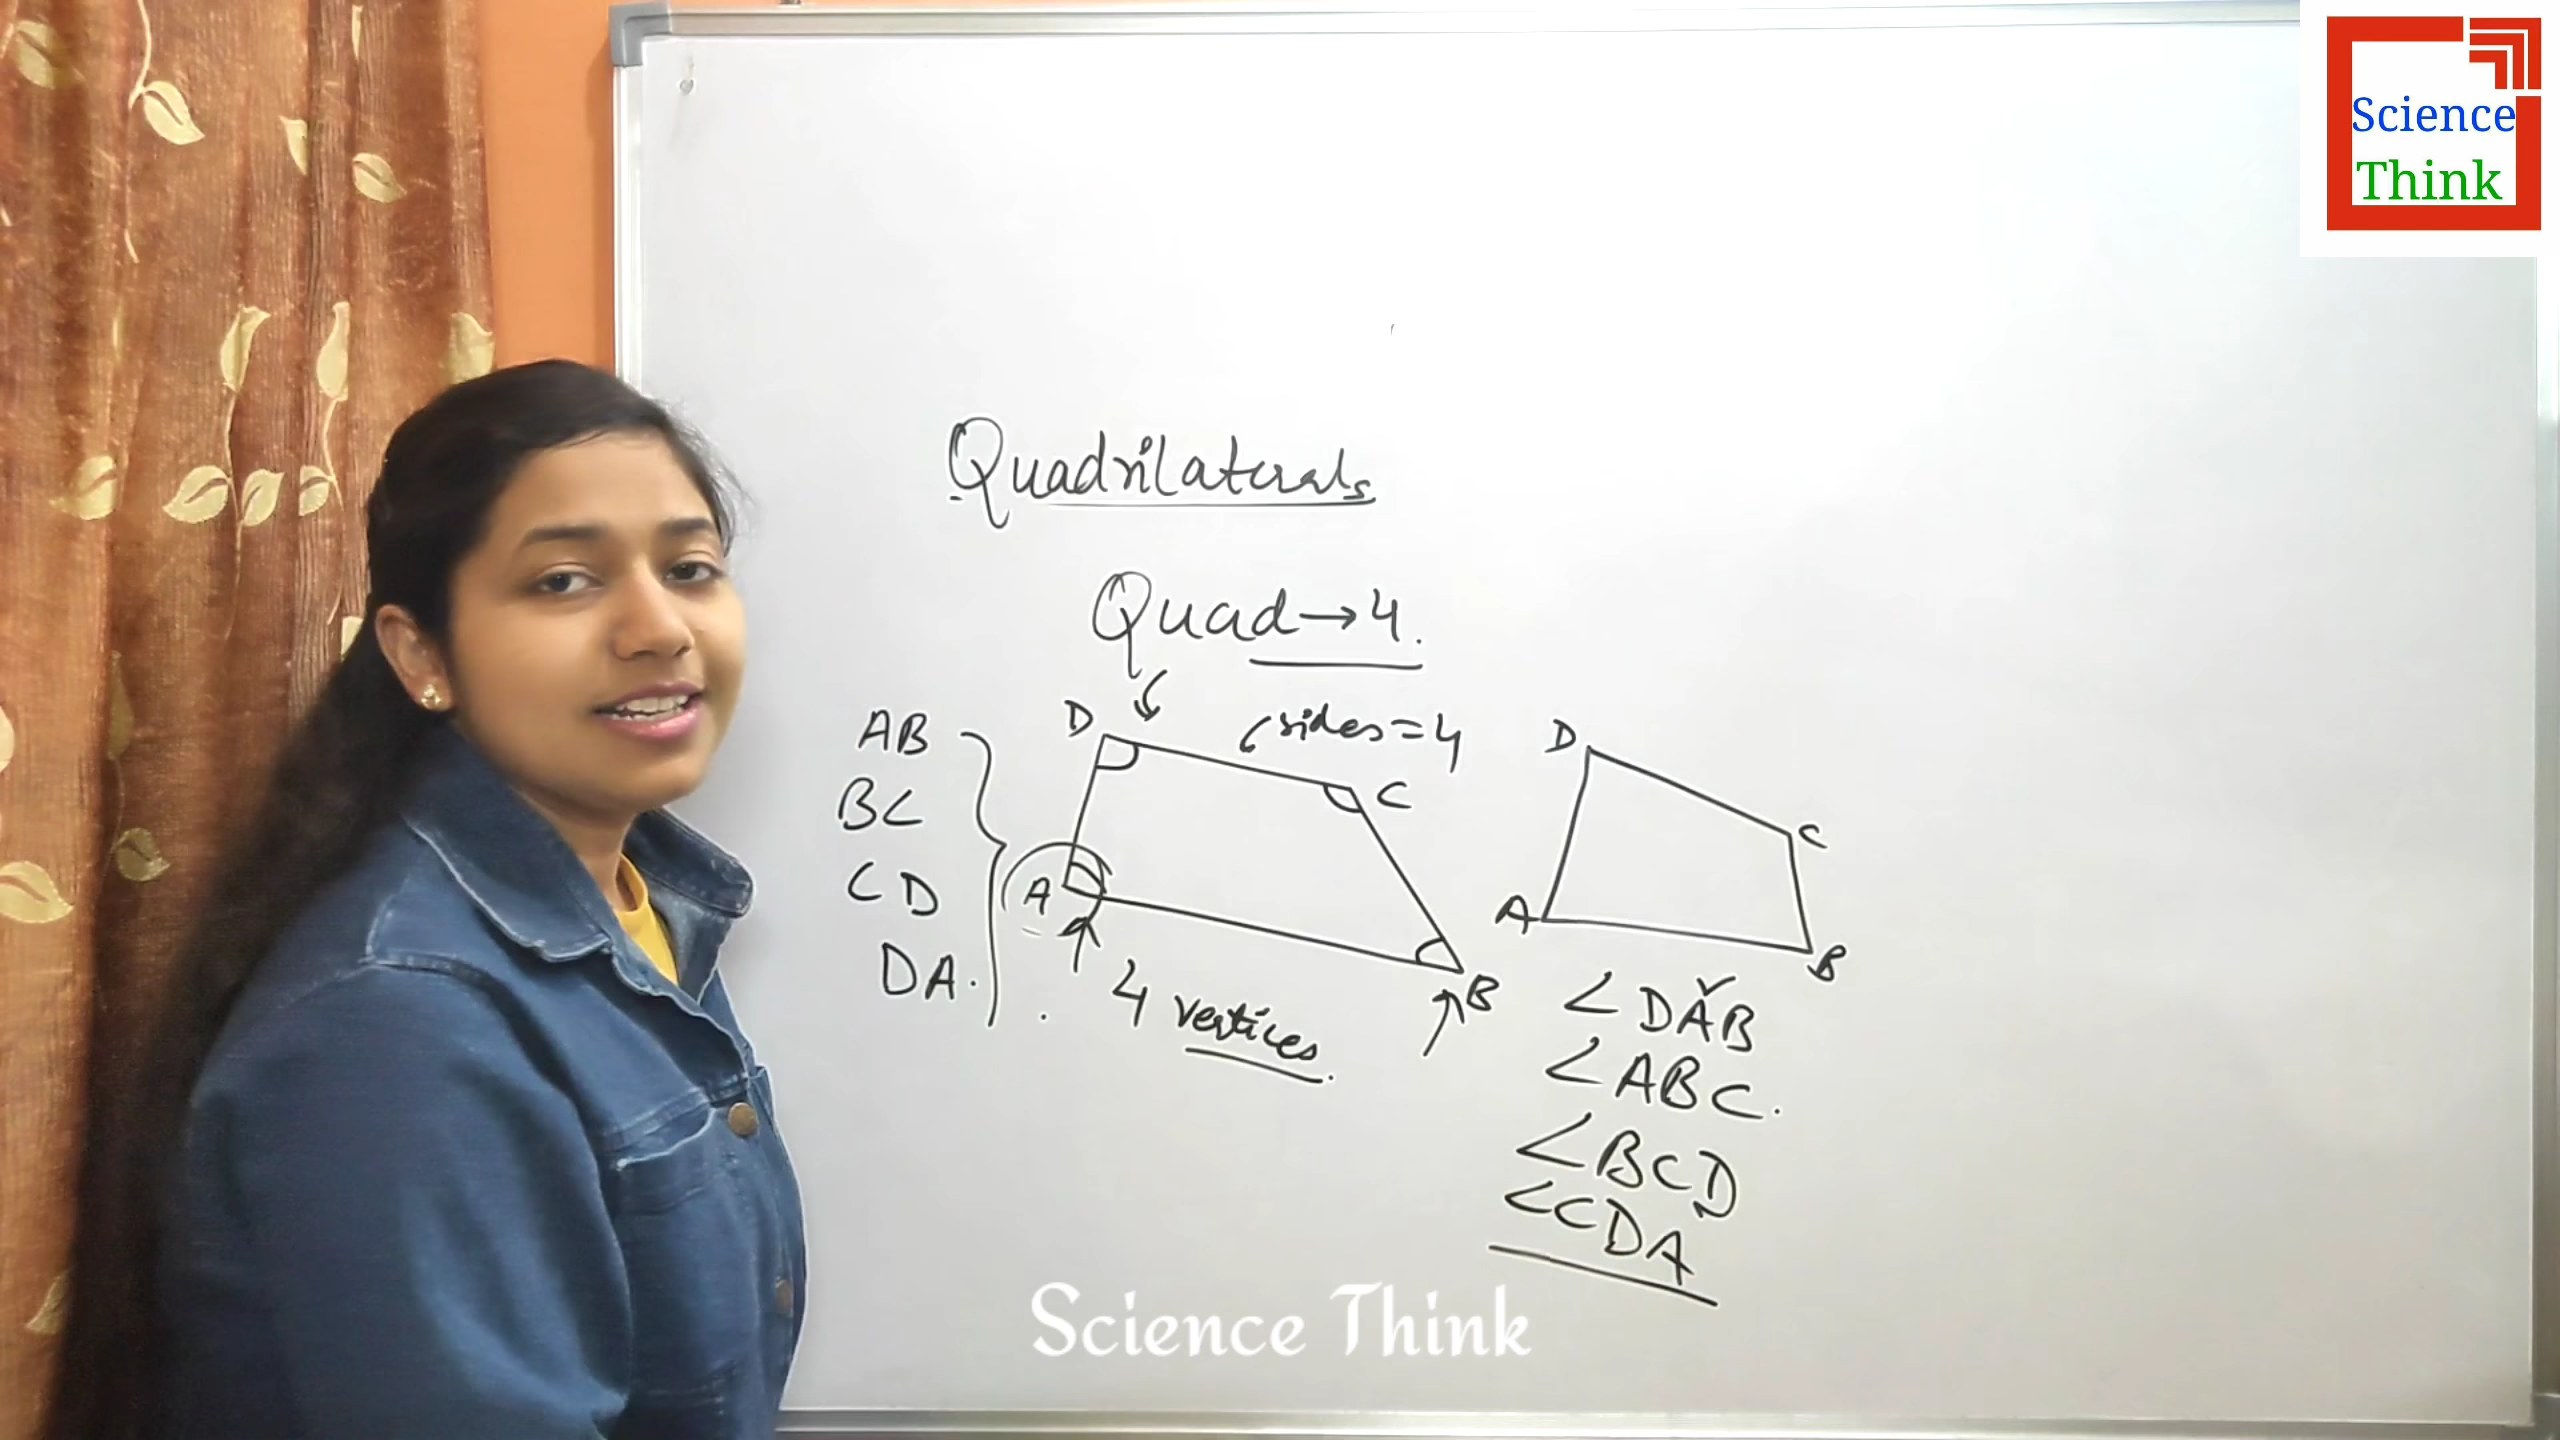 Science
Think
Quadrilaterals
Quad → 4.
sides = 4
AB
BC
CD
DA.
D
C
A
B
4 vertices.
D
C
A
B
∠DAB
∠ABC.
∠BCD
∠CDA
Science Think